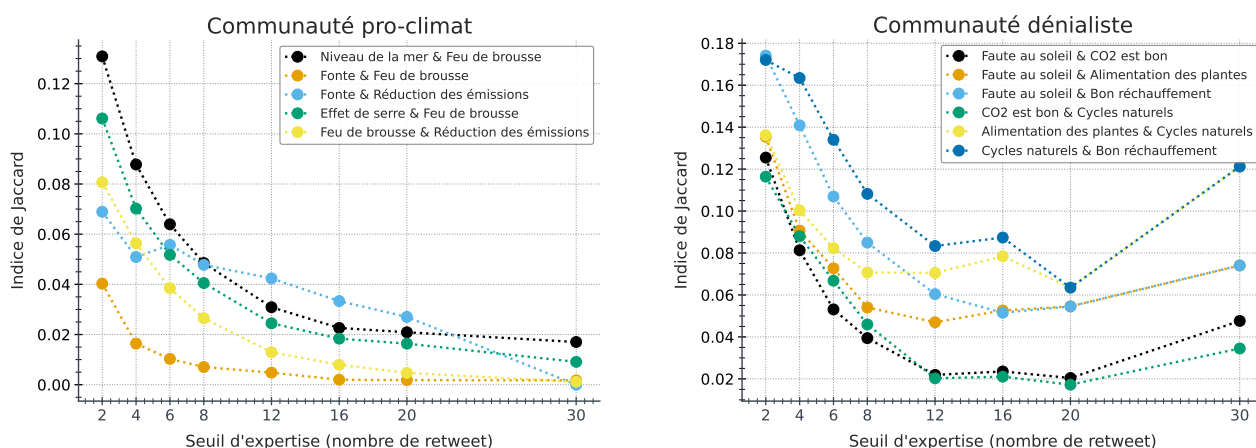 Communauté pro-climat
Indice de Jaccard
0.12
0.10
0.08
0.06
0.04
0.02
0.00
Niveau de la mer & Feu de brousse
Fonte & Feu de brousse
Fonte & Réduction des émissions
Effet de serre & Feu de brousse
Feu de brousse & Réduction des émissions
2 4 6 8 12 16 20 30
Seuil d'expertise (nombre de retweet)
Communauté dénialiste
Indice de Jaccard
0.18
0.16
0.14
0.12
0.10
0.08
0.06
0.04
0.02
Faute au soleil & CO2 est bon
Faute au soleil & Alimentation des plantes
Faute au soleil & Bon réchauffement
CO2 est bon & Cycles naturels
Alimentation des plantes & Cycles naturels
Cycles naturels & Bon réchauffement
2 4 6 8 12 16 20 30
Seuil d'expertise (nombre de retweet)